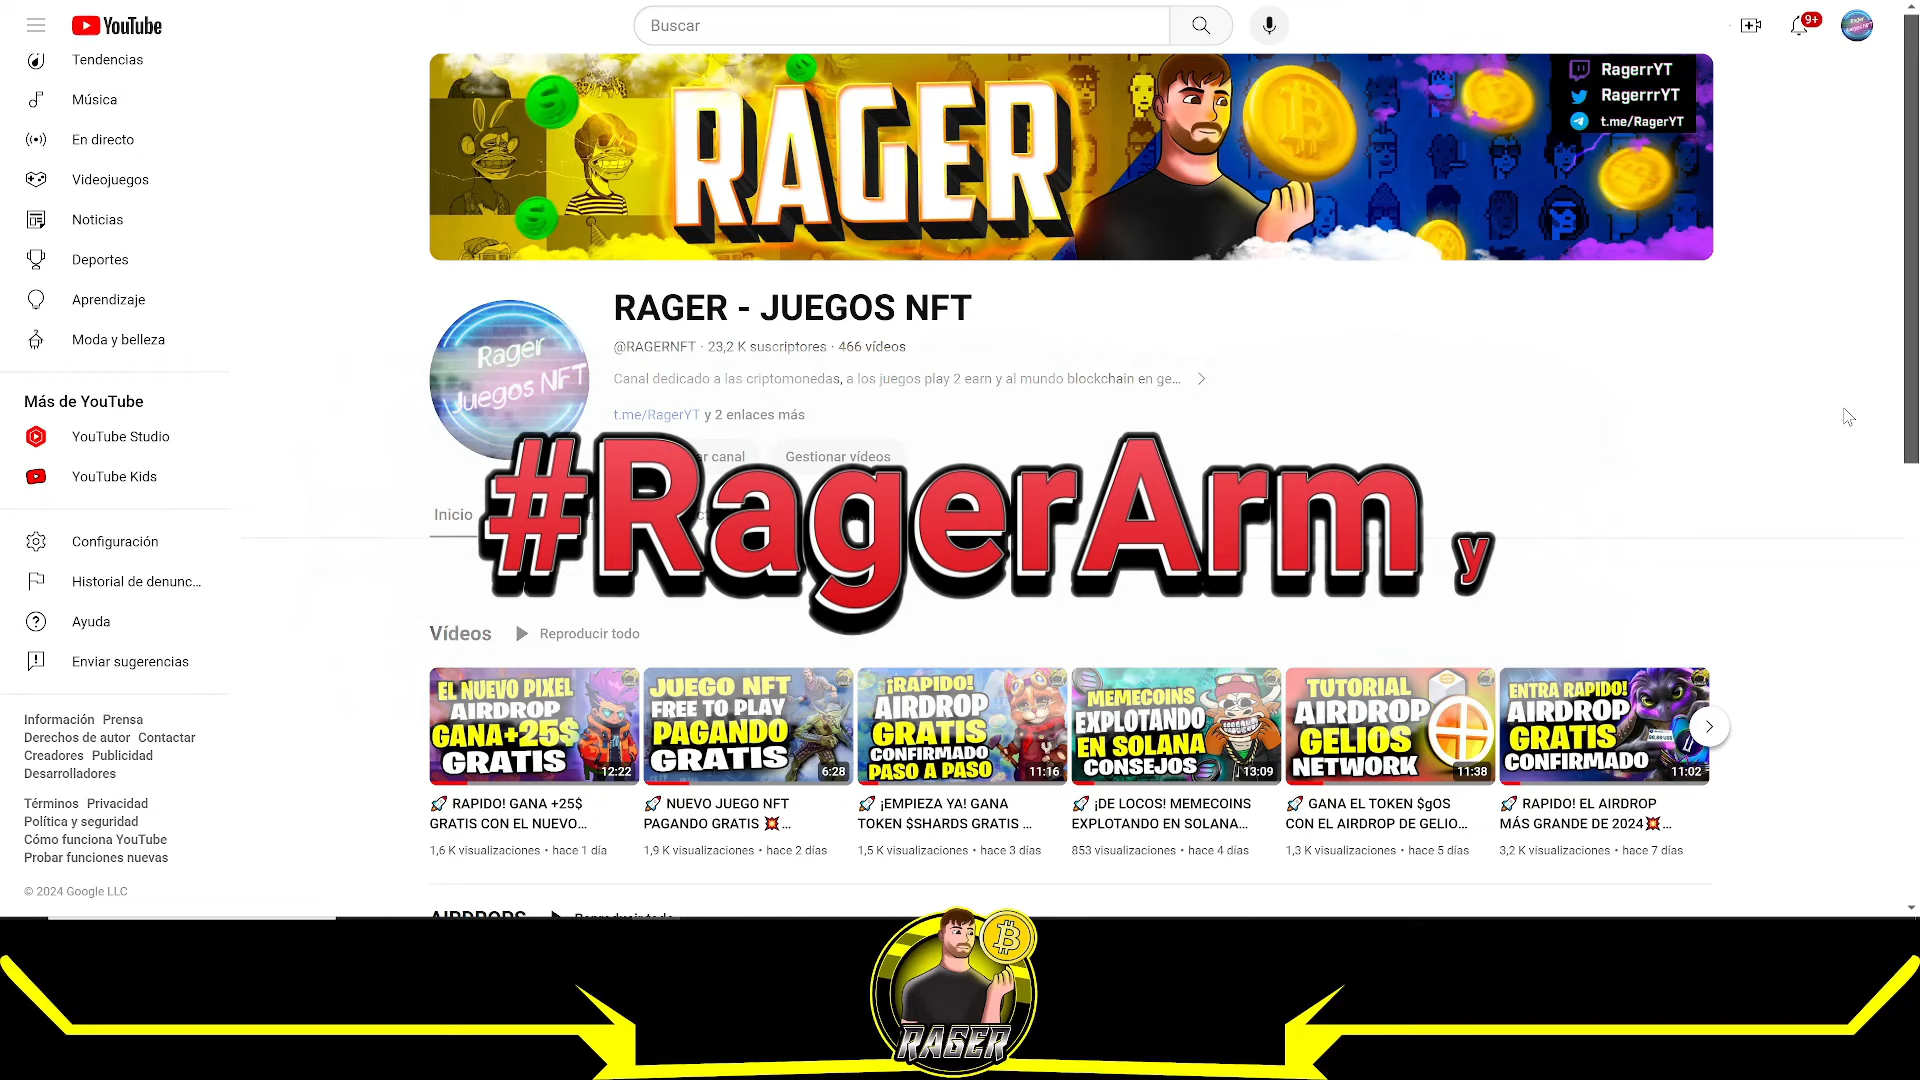 YouTube
Buscar
9+
Tendencias
Música
En directo
Videojuegos
Noticias
Deportes
Aprendizaje
Moda y belleza
Más de YouTube
YouTube Studio
YouTube Kids
Configuración
Historial de denunc...
Ayuda
Enviar sugerencias
Información Prensa
Derechos de autor Contactar
Creadores Publicidad
Desarrolladores
Términos Privacidad
Política y seguridad
Cómo funciona YouTube
Probar funciones nuevas
© 2024 Google LLC
RAGER
RagerrYT
RagerrrYT
t.me/RagerYT
Rager
Juegos NFT
RAGER - JUEGOS NFT
@RAGERNFT · 23,2 K suscriptores · 466 vídeos
Canal dedicado a las criptomonedas, a los juegos play 2 earn y al mundo blockchain en ge...
t.me/RagerYT y 2 enlaces más
ar canal
Gestionar vídeos
Inicio
#RagerArm y
Vídeos
Reproducir todo
EL NUEVO PIXEL
AIRDROP
GANA+25$
GRATIS
12:22
RAPIDO! GANA +25$
GRATIS CON EL NUEVO...
1,6 K visualizaciones · hace 1 día
JUEGO NFT
FREE TO PLAY
PAGANDO
GRATIS
6:28
NUEVO JUEGO NFT
PAGANDO GRATIS 💥...
1,9 K visualizaciones · hace 2 días
¡RAPIDO!
AIRDROP
GRATIS
CONFIRMADO
PASO A PASO
11:16
¡EMPIEZA YA! GANA
TOKEN $SHARDS GRATIS ...
1,5 K visualizaciones · hace 3 días
MEMECOINS
EXPLOTANDO
EN SOLANA
CONSEJOS
13:09
¡DE LOCOS! MEMECOINS
EXPLOTANDO EN SOLANA...
853 visualizaciones · hace 4 días
TUTORIAL
AIRDROP
GELIOS
NETWORK
11:38
GANA EL TOKEN $gOS
CON EL AIRDROP DE GELIO...
1,3 K visualizaciones · hace 5 días
ENTRA RAPIDO!
AIRDROP
GRATIS
CONFIRMADO
11:02
RAPIDO! EL AIRDROP
MÁS GRANDE DE 2024💥...
3,2 K visualizaciones · hace 7 días
AIRDROPS
Reproducir todo
RAGER